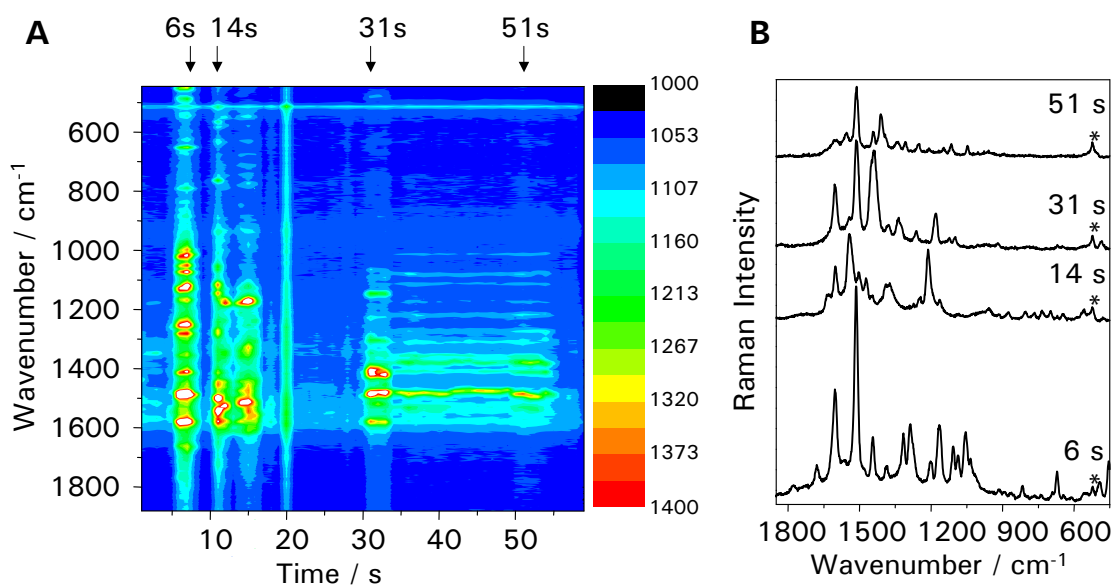 A
6s 14s 31s 51s
600
800
1000
1200
1400
1600
1800
Wavenumber / cm⁻¹
10 20 30 40 50
Time / s
1000
1053
1107
1160
1213
1267
1320
1373
1400
B
51 s
*
31 s
*
14 s
*
6 s
*
Raman Intensity
1800 1500 1200 900 600
Wavenumber / cm⁻¹